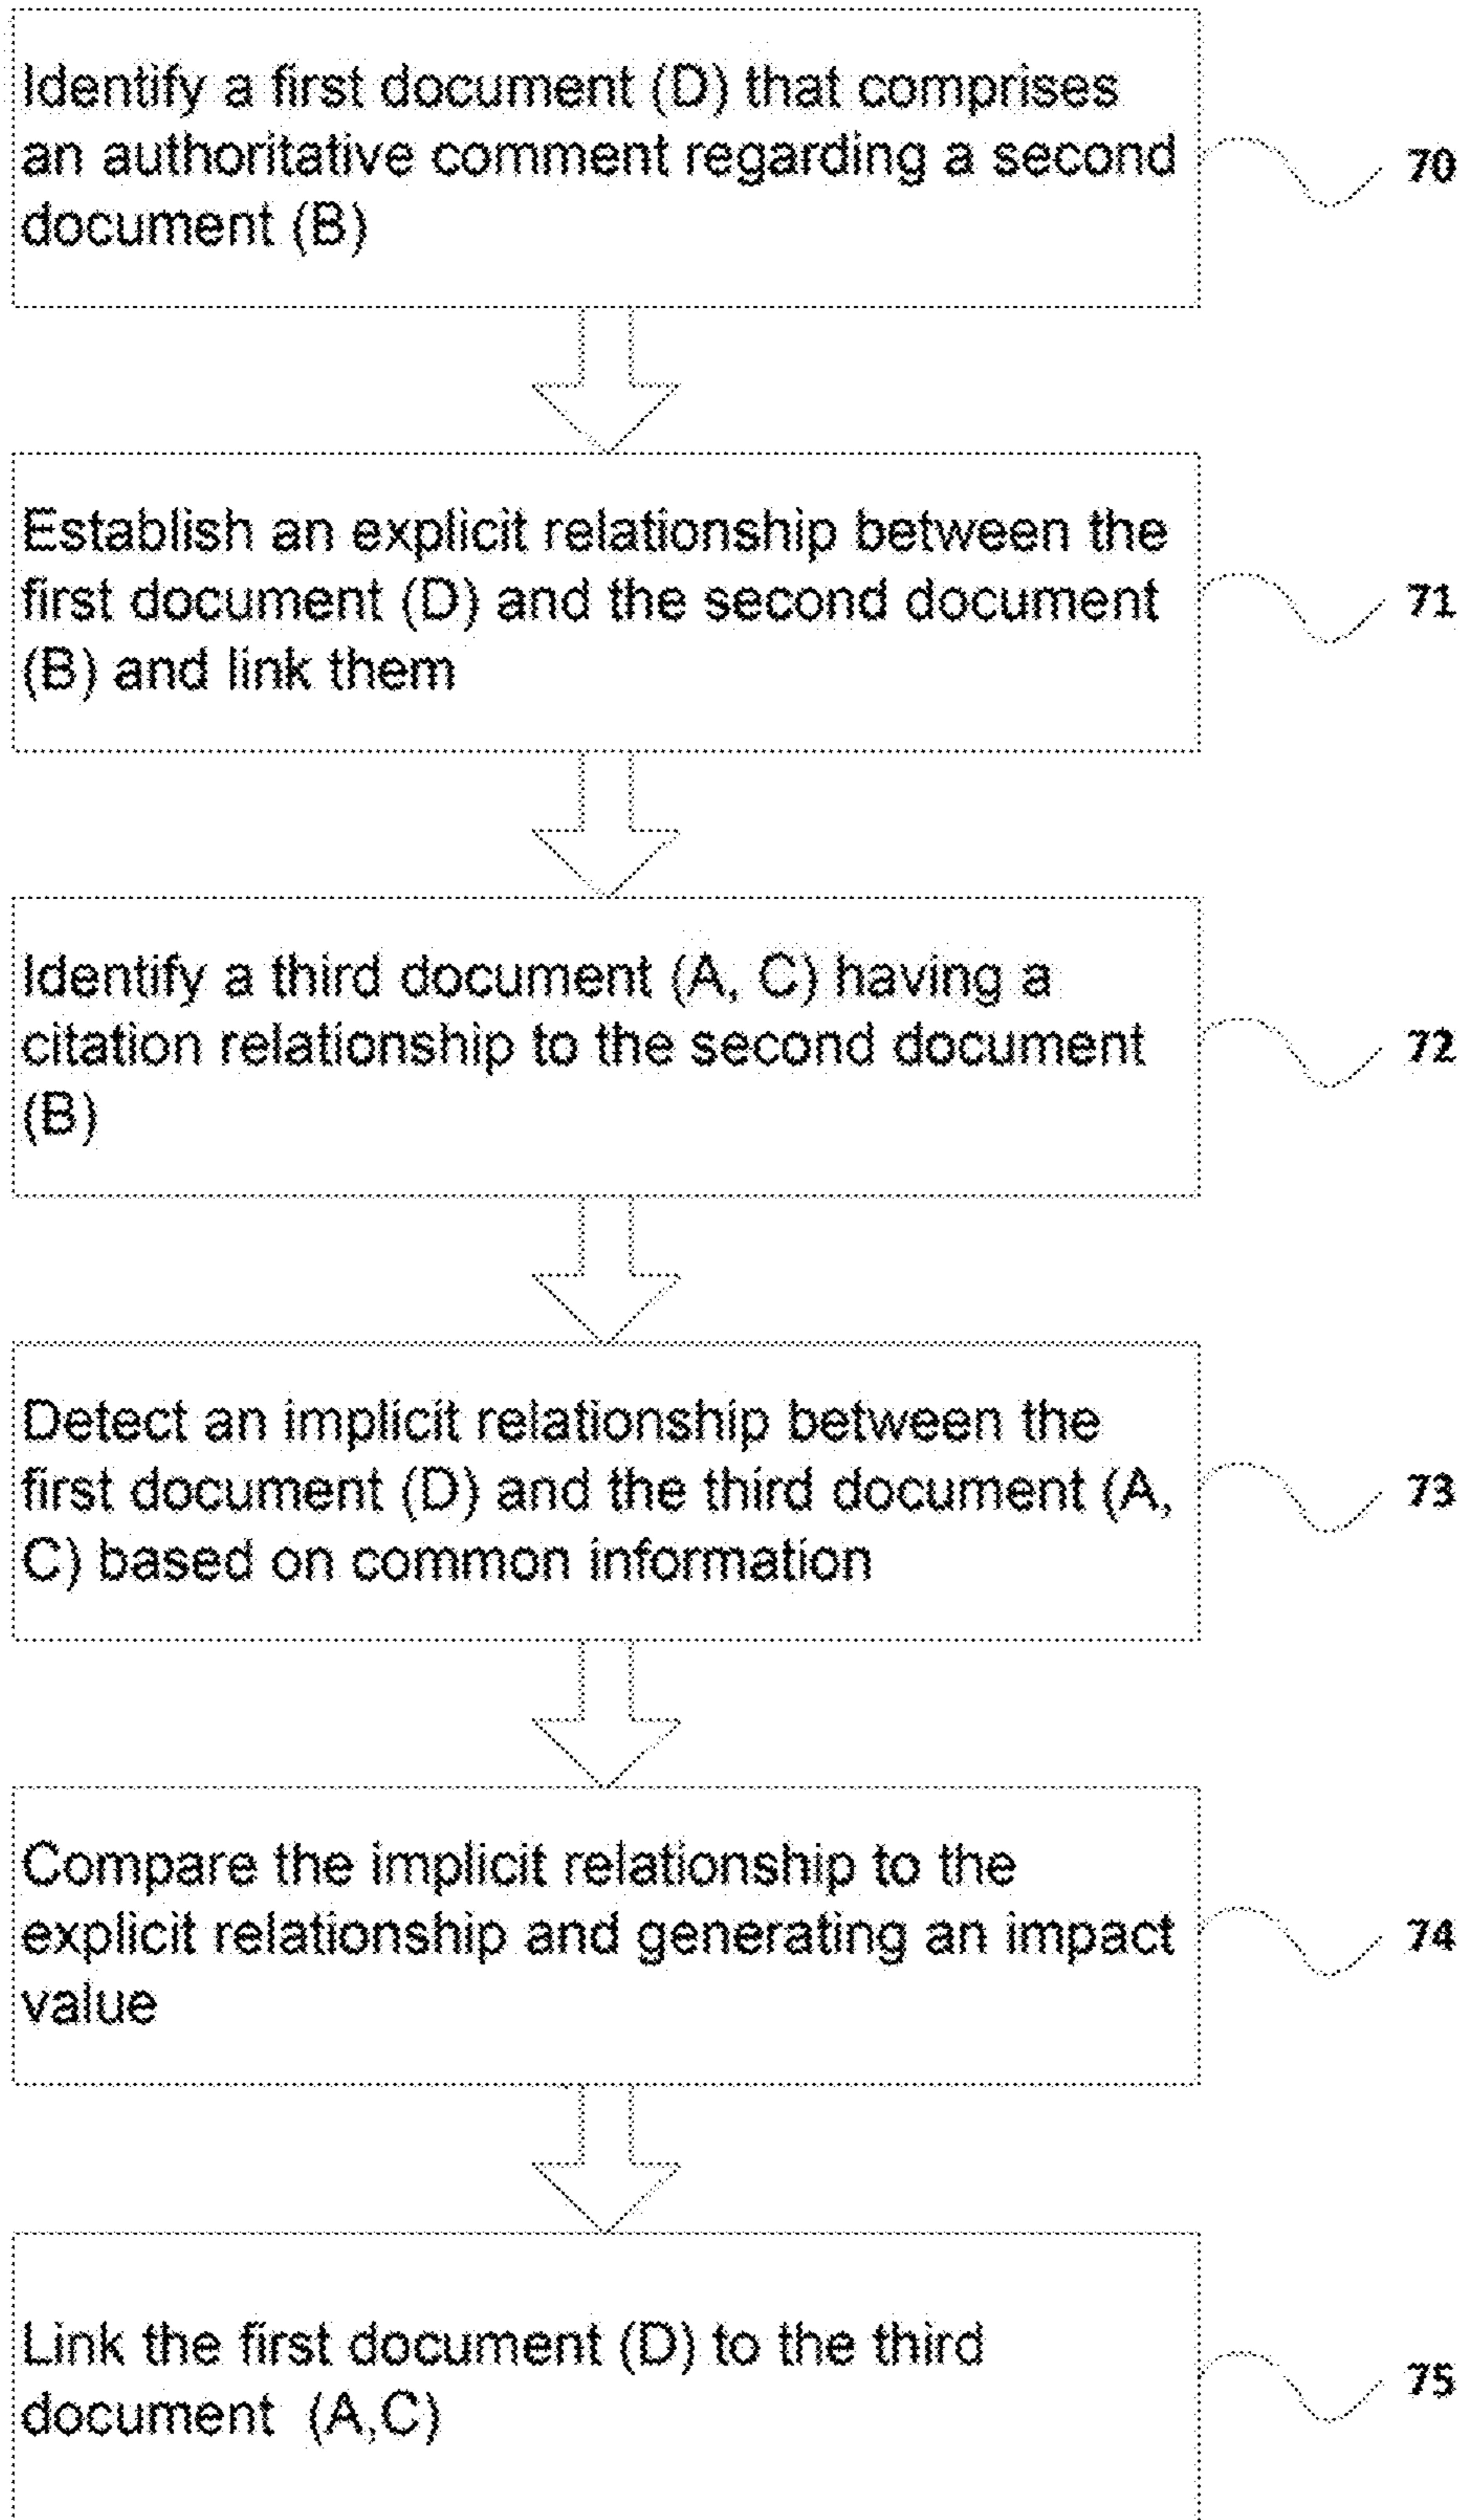 Identify a first document (D) that comprises
an authoritative comment regarding a second
document (B)
70
Establish an explicit relationship between the
first document (D) and the second document
(B) and link them
71
Identify a third document (A, C) having a
citation relationship to the second document
(B)
72
Detect an implicit relationship between the
first document (D) and the third document (A,
C) based on common information
73
Compare the implicit relationship to the
explicit relationship and generating an impact
value
74
Link the first document (D) to the third
document (A,C)
75